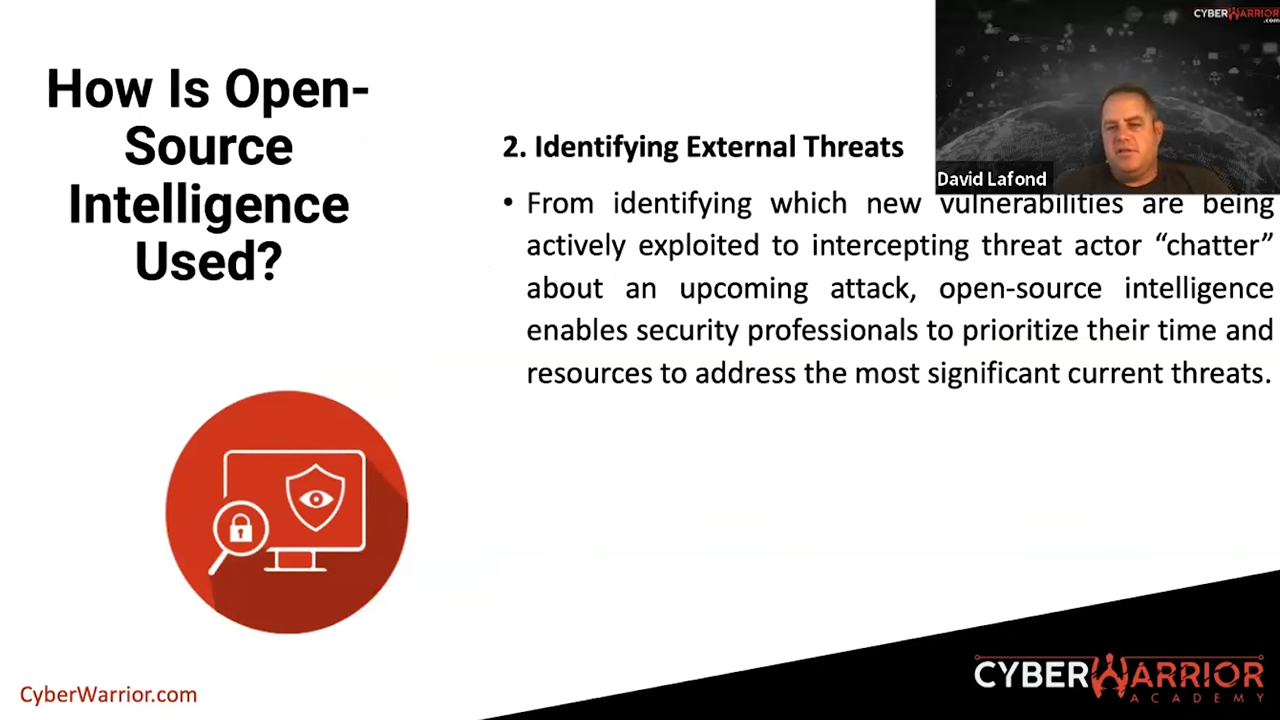 How Is Open-
Source
Intelligence
Used?
2. Identifying External Threats
• From identifying which new vulnerabilities are being
actively exploited to intercepting threat actor “chatter”
about an upcoming attack, open-source intelligence
enables security professionals to prioritize their time and
resources to address the most significant current threats.
CYBERWARRIOR
.com
David Lafond
CyberWarrior.com
CYBERWARRIOR
ACADEMY